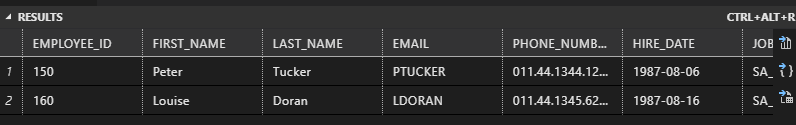 RESULTS CTRL+ALT+R
EMPLOYEE_ID FIRST_NAME LAST_NAME EMAIL PHONE_NUMB... HIRE_DATE JOB
1 150 Peter Tucker PTUCKER 011.44.1344.12... 1987-08-06 SA_
2 160 Louise Doran LDORAN 011.44.1345.62... 1987-08-16 SA_